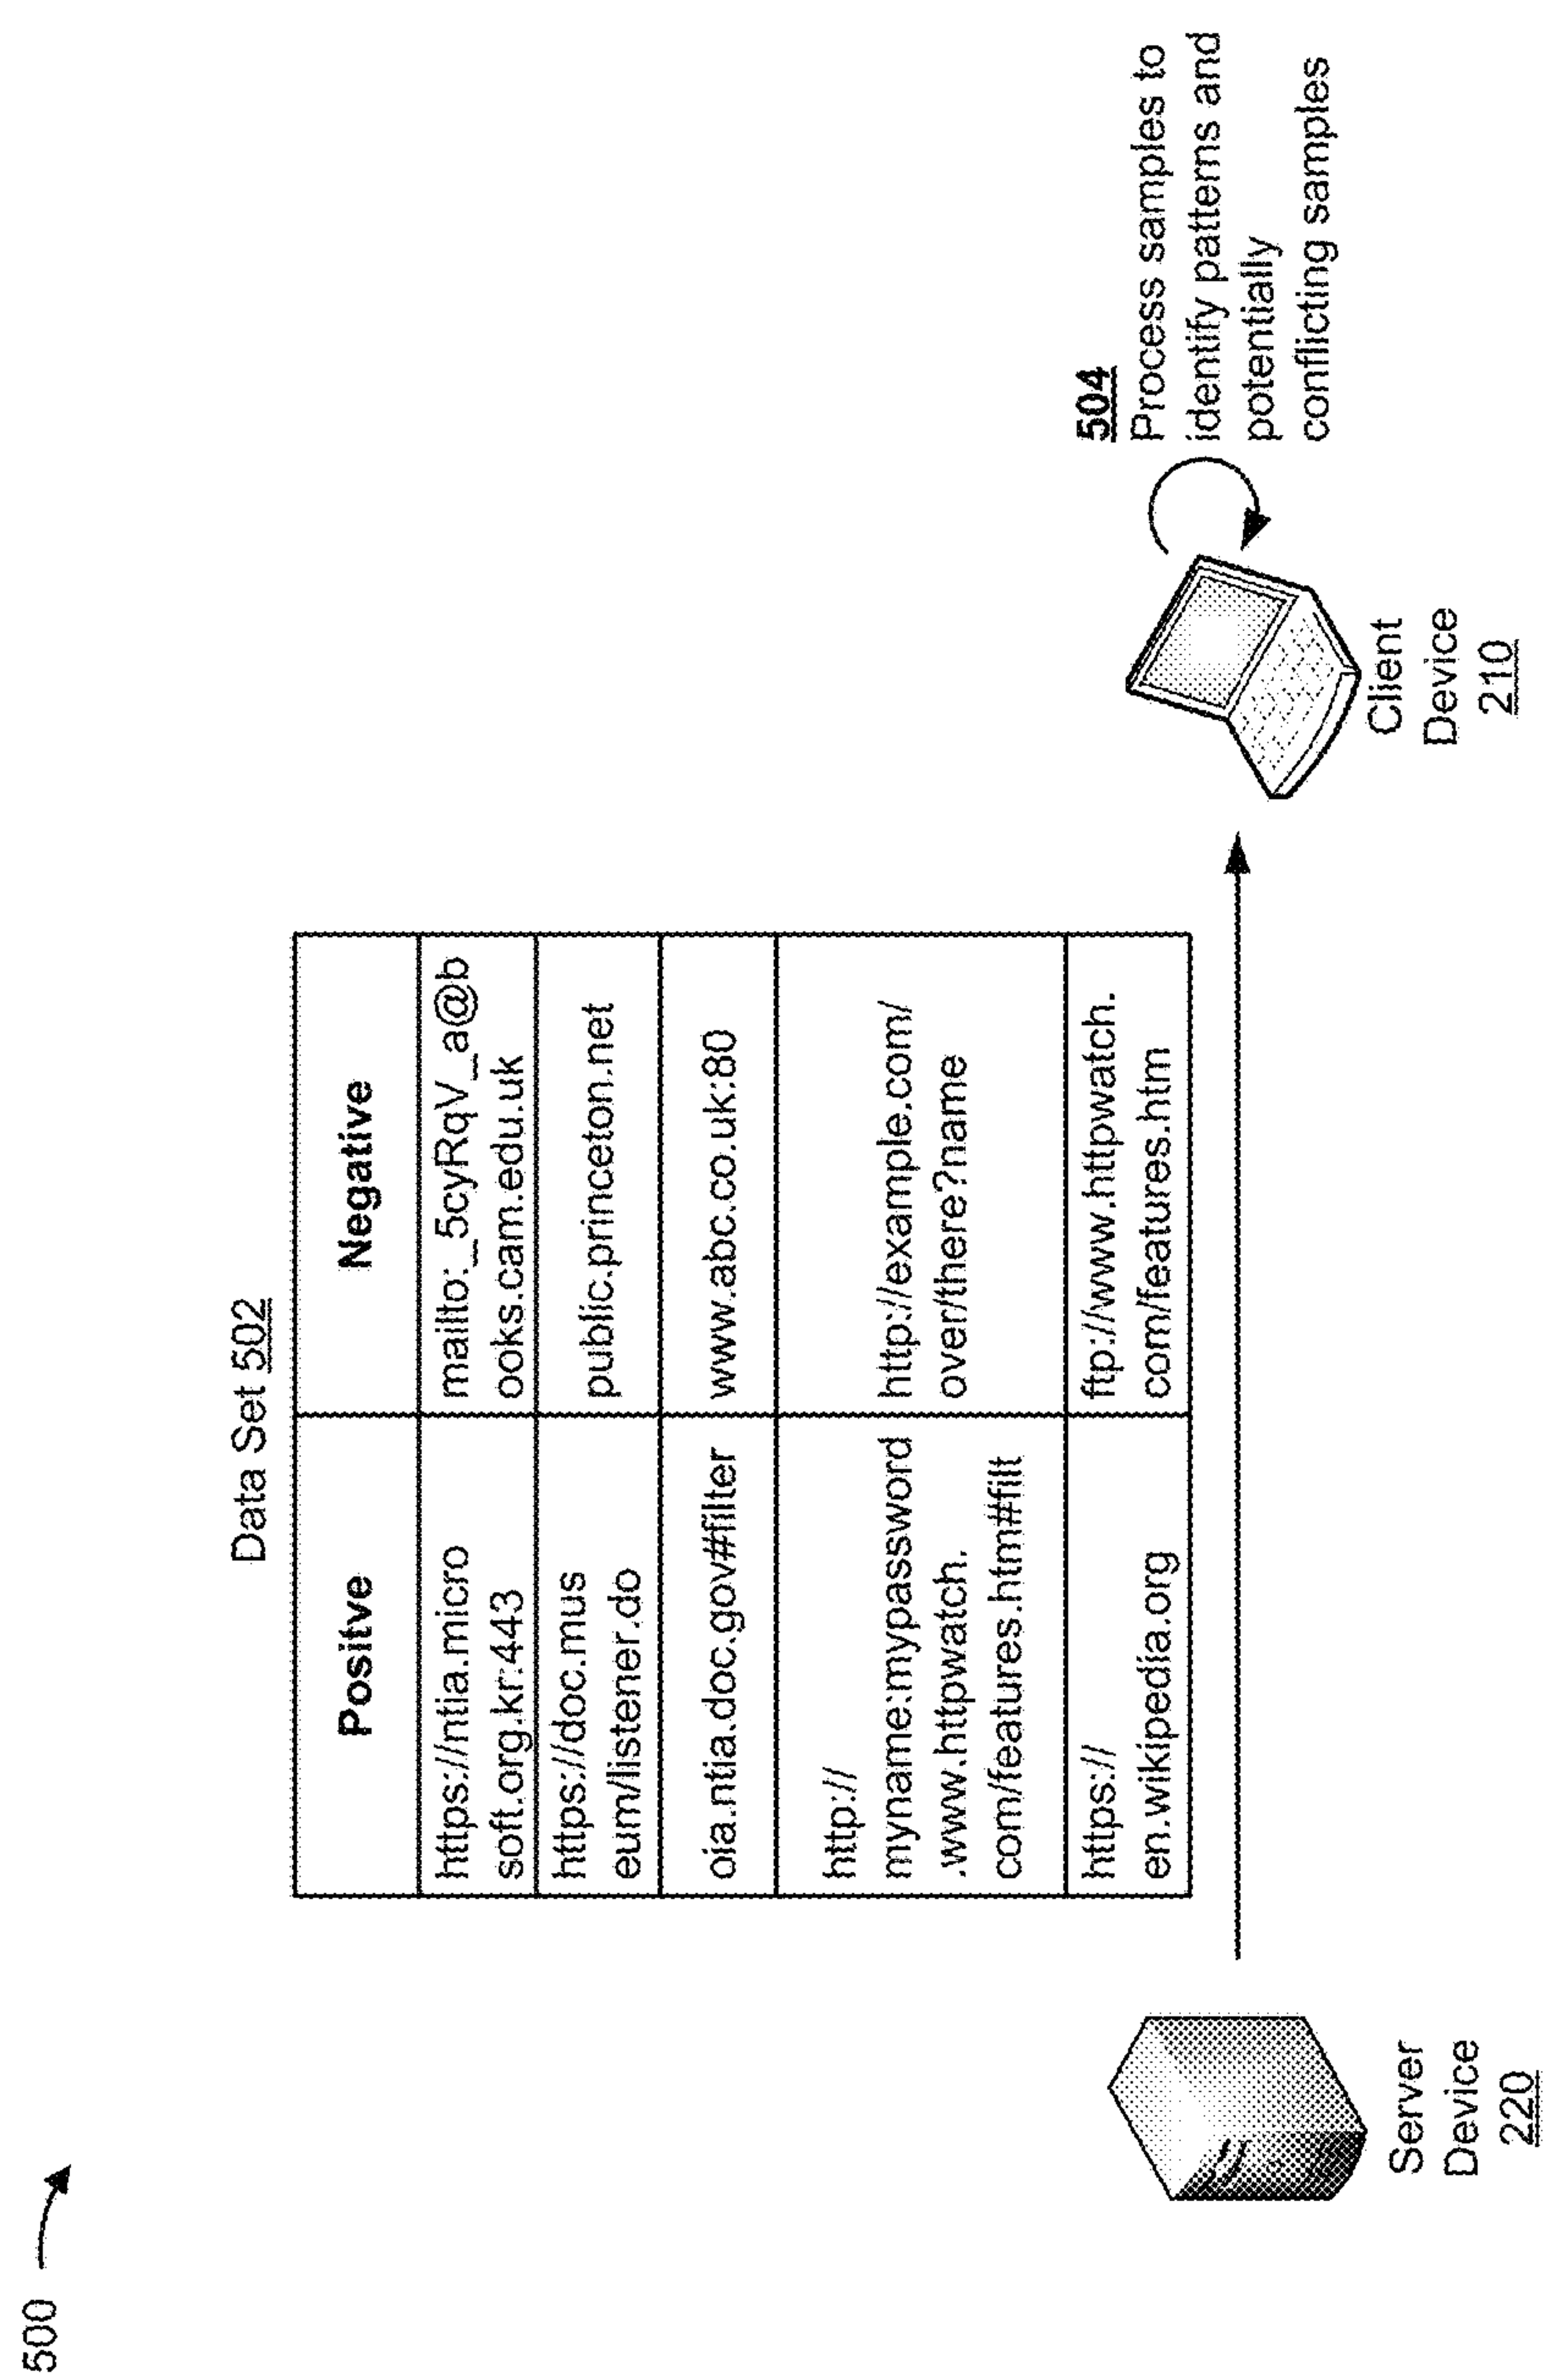 500
Data Set 502
Positve
Negative
https://ntia.micro
soft.org.kr:443
mailto:_5cyRqV_a@b
ooks.cam.edu.uk
https://doc.mus
eum/listener.do
public.princeton.net
oia.ntia.doc.gov#filter
www.abc.co.uk:80
http://
myname:mypassword
.www.httpwatch.
com/features.htm#filt
http://example.com/
over/there?name
https://
en.wikipedia.org
ftp://www.httpwatch.
com/features.htm
504
Process samples to
identify patterns and
potentially
conflicting samples
Server
Device
220
Client
Device
210